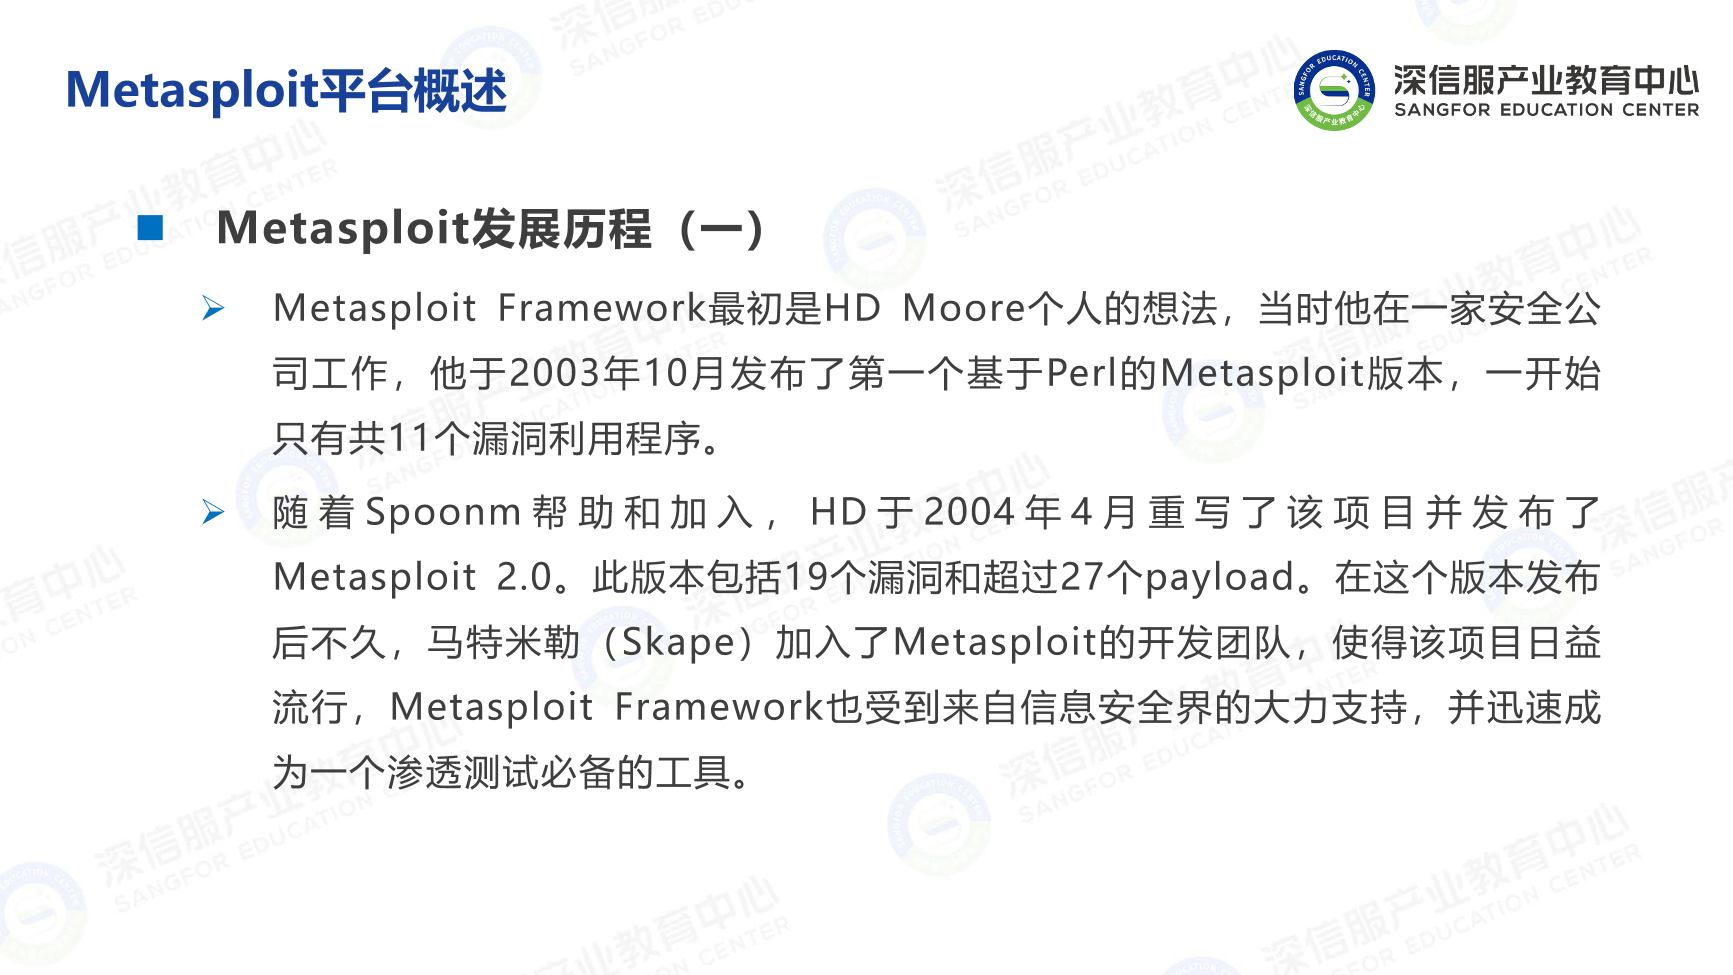 Metasploit平台概述
深信服产业教育中心
SANGFOR EDUCATION CENTER
Metasploit发展历程（一）
Metasploit Framework最初是HD Moore个人的想法，当时他在一家安全公
司工作，他于2003年10月发布了第一个基于Perl的Metasploit版本，一开始
只有共11个漏洞利用程序。
随着Spoonm帮助和加入，HD于2004年4月重写了该项目并发布了
Metasploit 2.0。此版本包括19个漏洞和超过27个payload。在这个版本发布
后不久，马特米勒（Skape）加入了Metasploit的开发团队，使得该项目日益
流行，Metasploit Framework也受到来自信息安全界的大力支持，并迅速成
为一个渗透测试必备的工具。